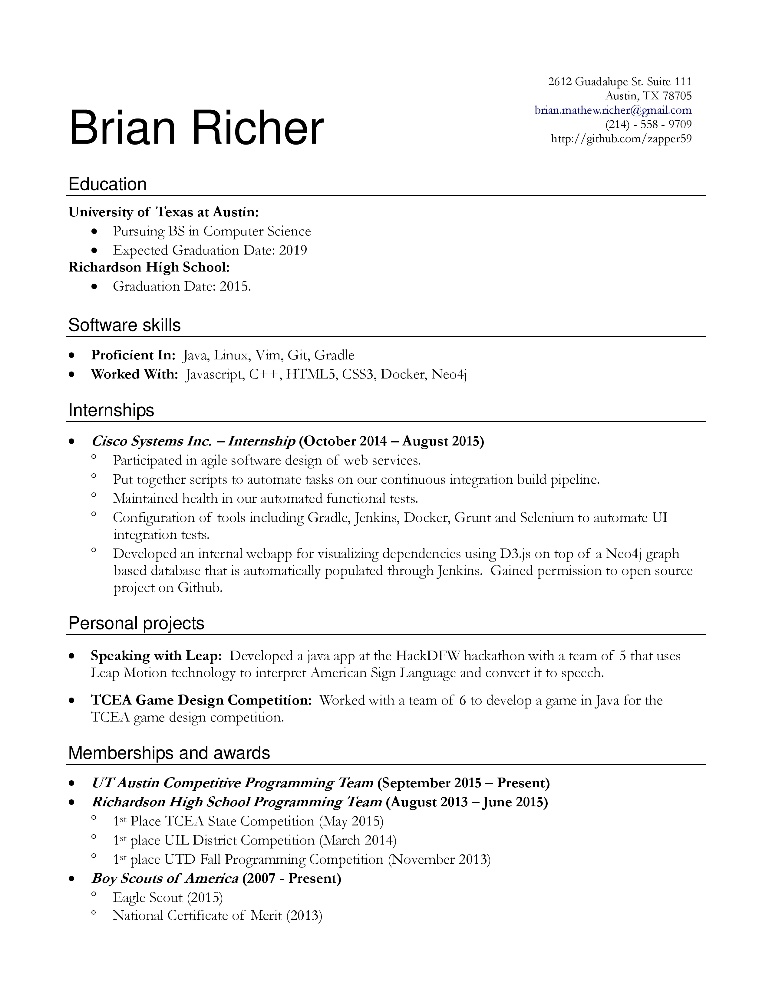 2612 Guadalupe St. Suite 111
Austin, TX 78705
brian.mathew.richer@gmail.com
(214) - 558 - 9709
http://github.com/zapper59
Brian Richer
Education
University of Texas at Austin:
• Pursuing BS in Computer Science
• Expected Graduation Date: 2019
Richardson High School:
• Graduation Date: 2015.
Software skills
• Proficient In: Java, Linux, Vim, Git, Gradle
• Worked With: Javascript, C++, HTML5, CSS3, Docker, Neo4j
Internships
• Cisco Systems Inc. – Internship (October 2014 – August 2015)
° Participated in agile software design of web services.
° Put together scripts to automate tasks on our continuous integration build pipeline.
° Maintained health in our automated functional tests.
° Configuration of tools including Gradle, Jenkins, Docker, Grunt and Selenium to automate UI
integration tests.
° Developed an internal webapp for visualizing dependencies using D3.js on top of a Neo4j graph
based database that is automatically populated through Jenkins. Gained permission to open source
project on Github.
Personal projects
• Speaking with Leap: Developed a java app at the HackDFW hackathon with a team of 5 that uses
Leap Motion technology to interpret American Sign Language and convert it to speech.
• TCEA Game Design Competition: Worked with a team of 6 to develop a game in Java for the
TCEA game design competition.
Memberships and awards
• UT Austin Competitive Programming Team (September 2015 – Present)
• Richardson High School Programming Team (August 2013 – June 2015)
° 1st Place TCEA State Competition (May 2015)
° 1st place UIL District Competition (March 2014)
° 1st place UTD Fall Programming Competition (November 2013)
• Boy Scouts of America (2007 - Present)
° Eagle Scout (2015)
° National Certificate of Merit (2013)